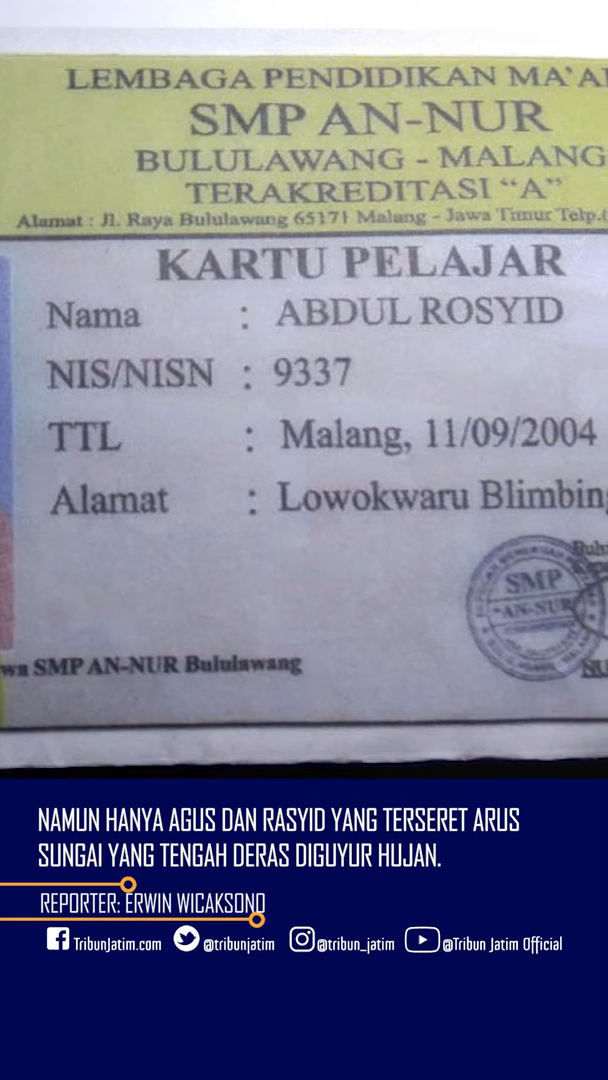 LEMBAGA PENDIDIKAN MA'A
SMP AN-NUR
BULULAWANG - MALANG
TERAKREDITASI "A"
Alamat : Jl. Raya Bululawang 65171 Malang - Jawa Timur Telp.(
KARTU PELAJAR
Nama : ABDUL ROSYID
NIS/NISN : 9337
TTL : Malang, 11/09/2004
Alamat : Lowokwaru Blimbing
SMP
AN-NUR
wa SMP AN-NUR Bululawang
NAMUN HANYA AGUS DAN RASYID YANG TERSERET ARUS
SUNGAI YANG TENGAH DERAS DIGUYUR HUJAN.
REPORTER: ERWIN WICAKSONO
TribunJatim.com @tribunjatim @tribun_jatim @Tribun Jatim Official